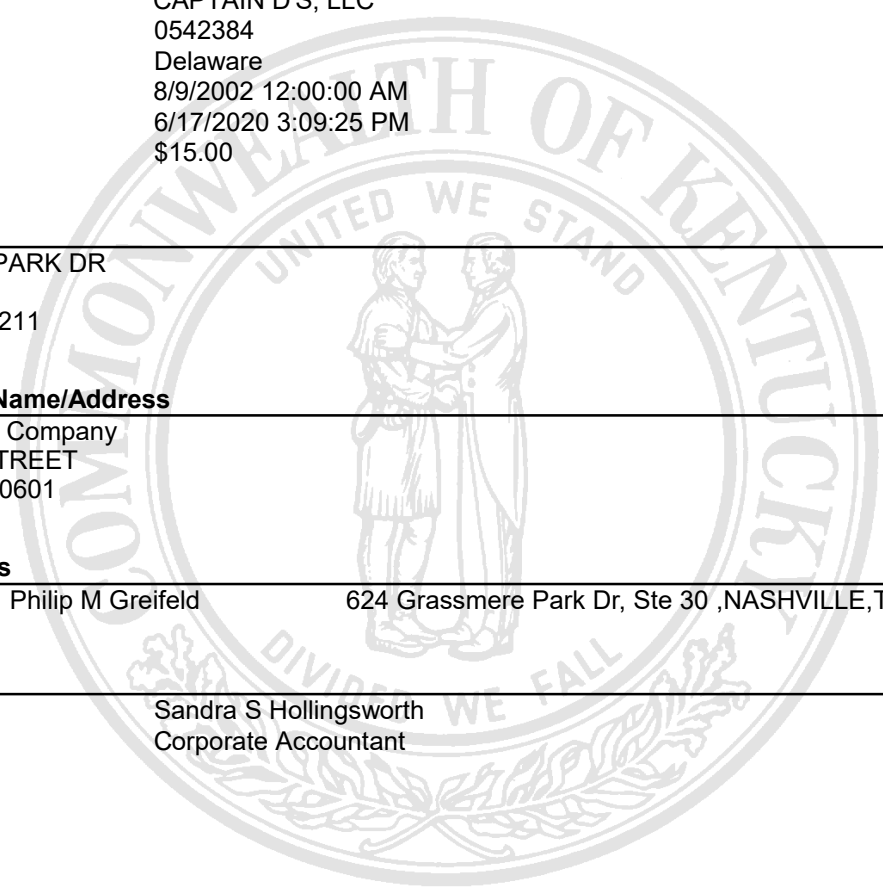 CAPTAIN D'S, LLC
0542384
Delaware
8/9/2002 12:00:00 AM
6/17/2020 3:09:25 PM
$15.00
PARK DR
211
Name/Address
Company
TREET
0601
s
Philip M Greifeld 624 Grassmere Park Dr, Ste 30 ,NASHVILLE,T
Sandra S Hollingsworth
Corporate Accountant
COMMONWEALTH OF KENTUCKY
UNITED WE STAND
DIVIDED WE FALL